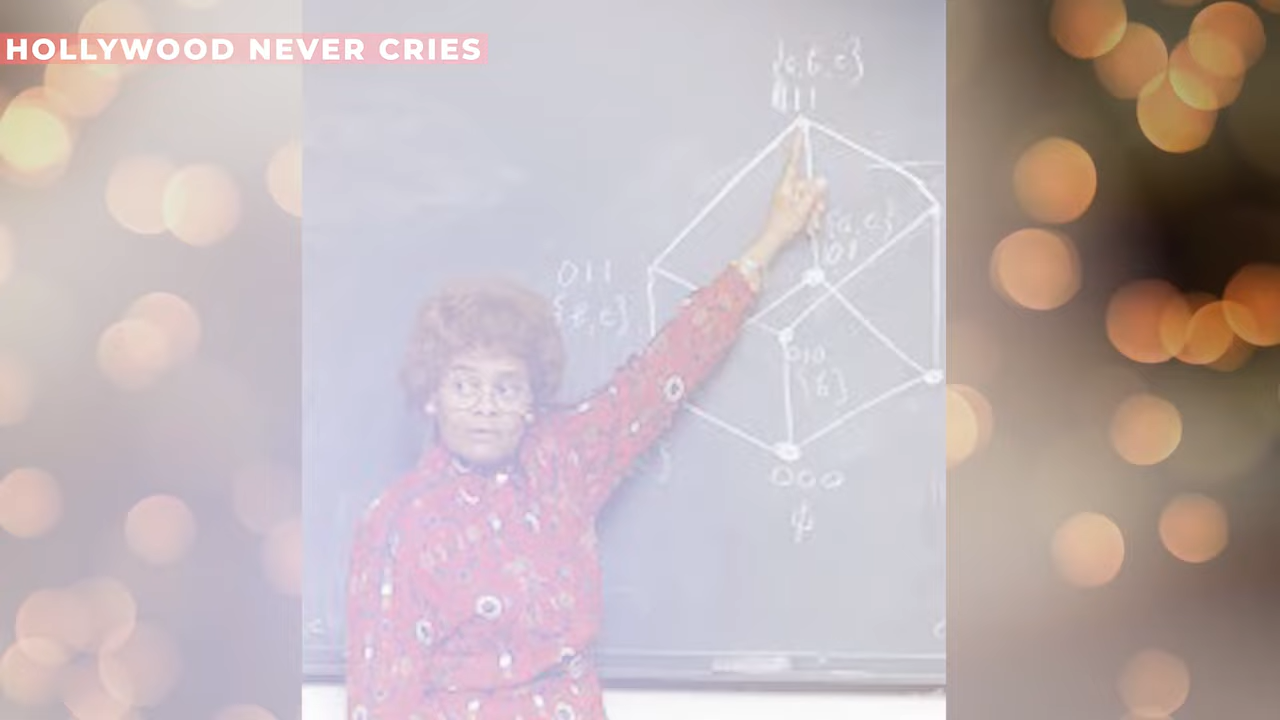 HOLLYWOOD NEVER CRIES
{a,b,c}
111
{a,c}
011
{b,c}
010
{b}
000